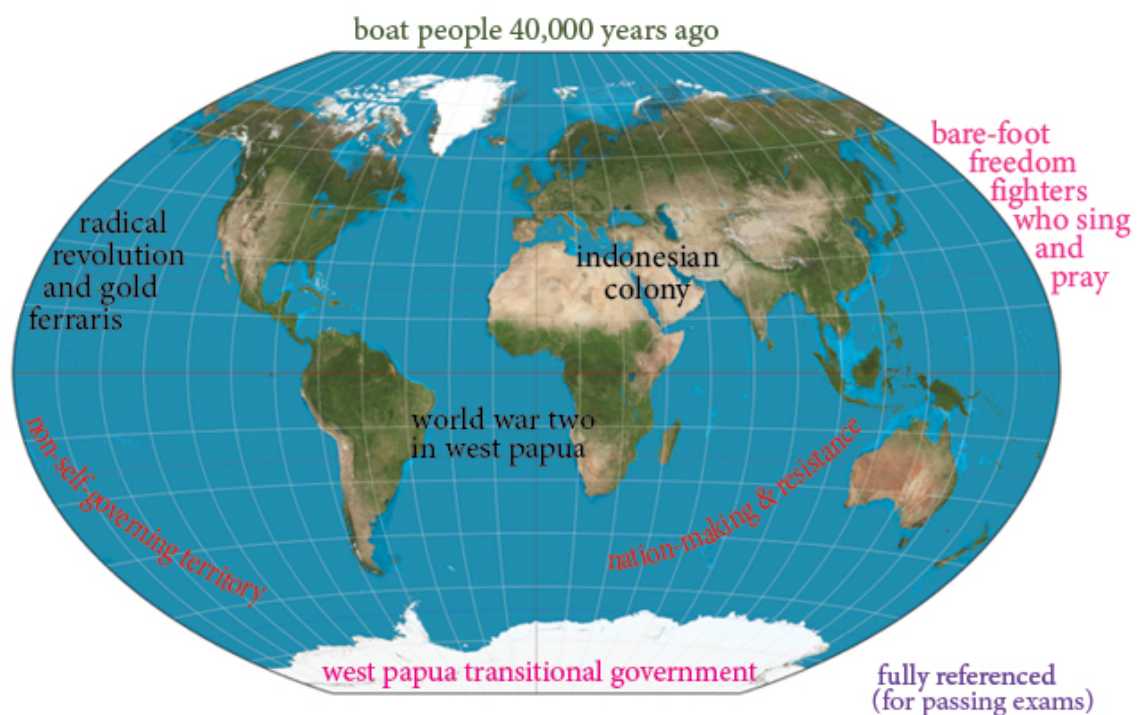 boat people 40,000 years ago
bare-foot
freedom
fighters
who sing
and
pray
radical
revolution
and gold
ferraris
indonesian
colony
world war two
in west papua
non-self-governing territory
nation-making & resistance
west papua transitional government
fully referenced
(for passing exams)